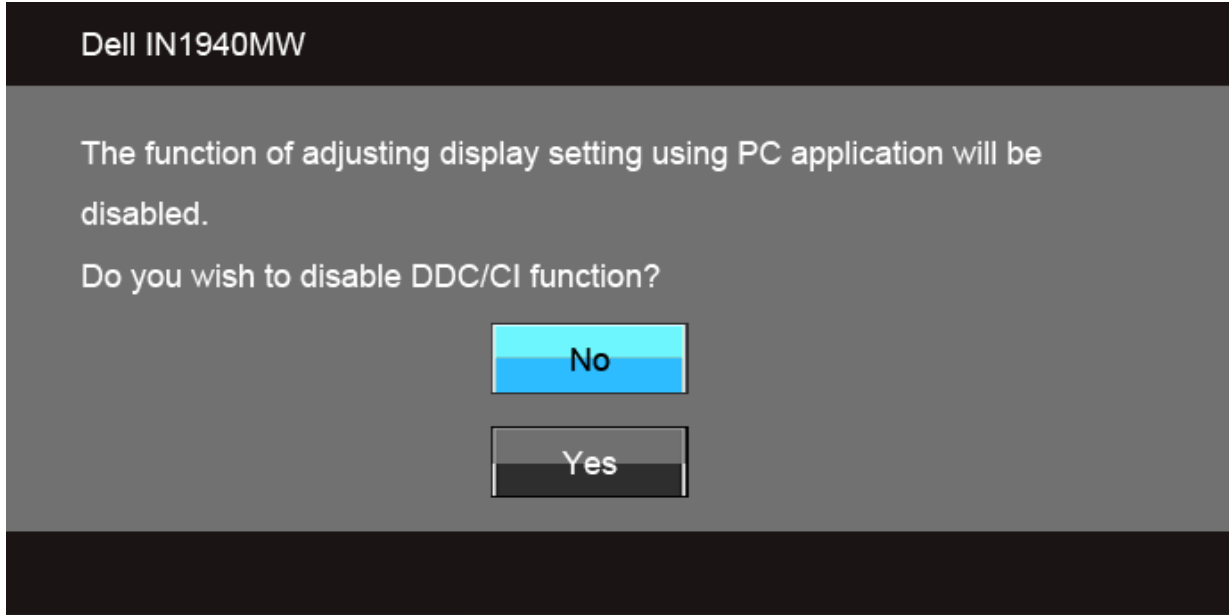 Dell IN1940MW
The function of adjusting display setting using PC application will be
disabled.
Do you wish to disable DDC/CI function?
No
Yes